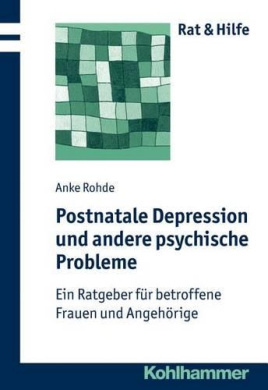 Rat & Hilfe
Anke Rohde
Postnatale Depression
und andere psychische
Probleme
Ein Ratgeber für betroffene
Frauen und Angehörige
Kohlhammer